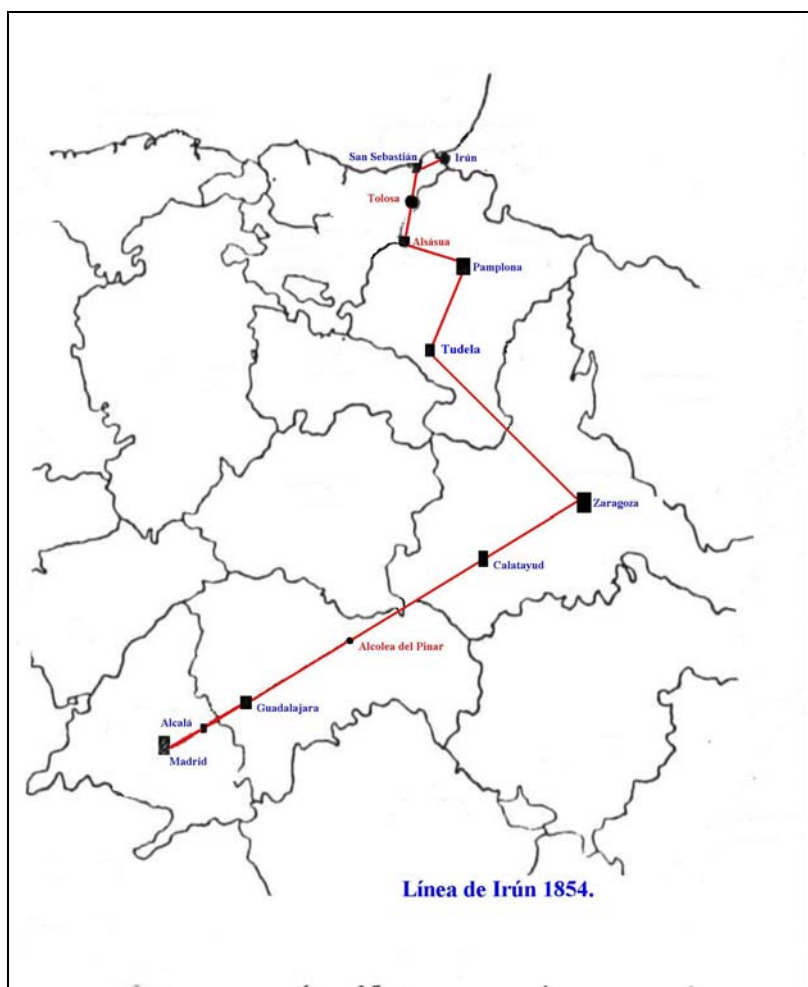 San Sebastián
Irún
Tolosa
Alsásua
Pamplona
Tudela
Zaragoza
Calatayud
Alcolea del Pinar
Guadalajara
Alcalá
Madrid
Línea de Irún 1854.